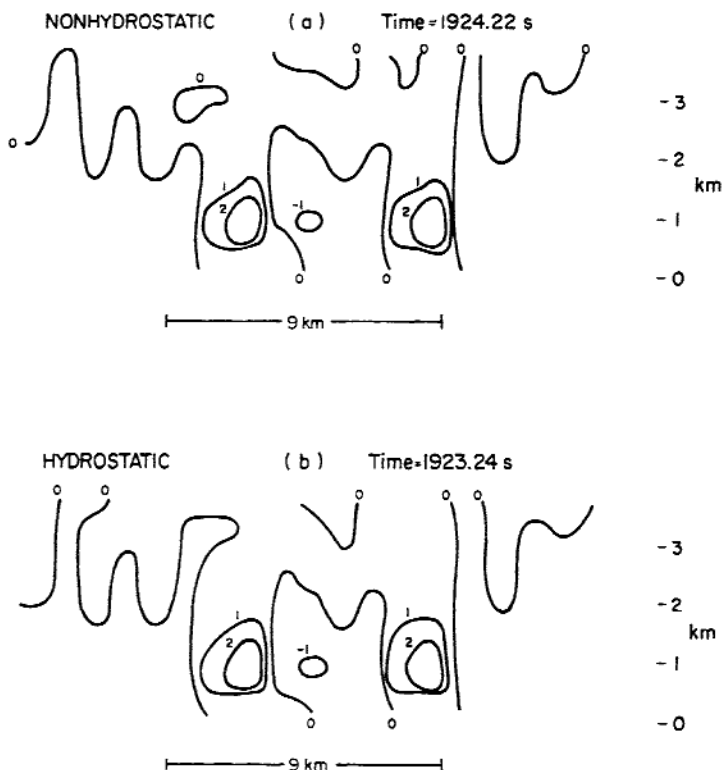 NONHYDROSTATIC (a) Time=1924.22 s
0 0 0 0
0
- 3
0
- 2
1 1 km
2 -1 2
- 1
0 0 - 0
9 km
HYDROSTATIC (b) Time=1923.24 s
0 0 0 0 0
- 3
- 2
1 1
km
2 -1 2
- 1
0 0 - 0
9 km